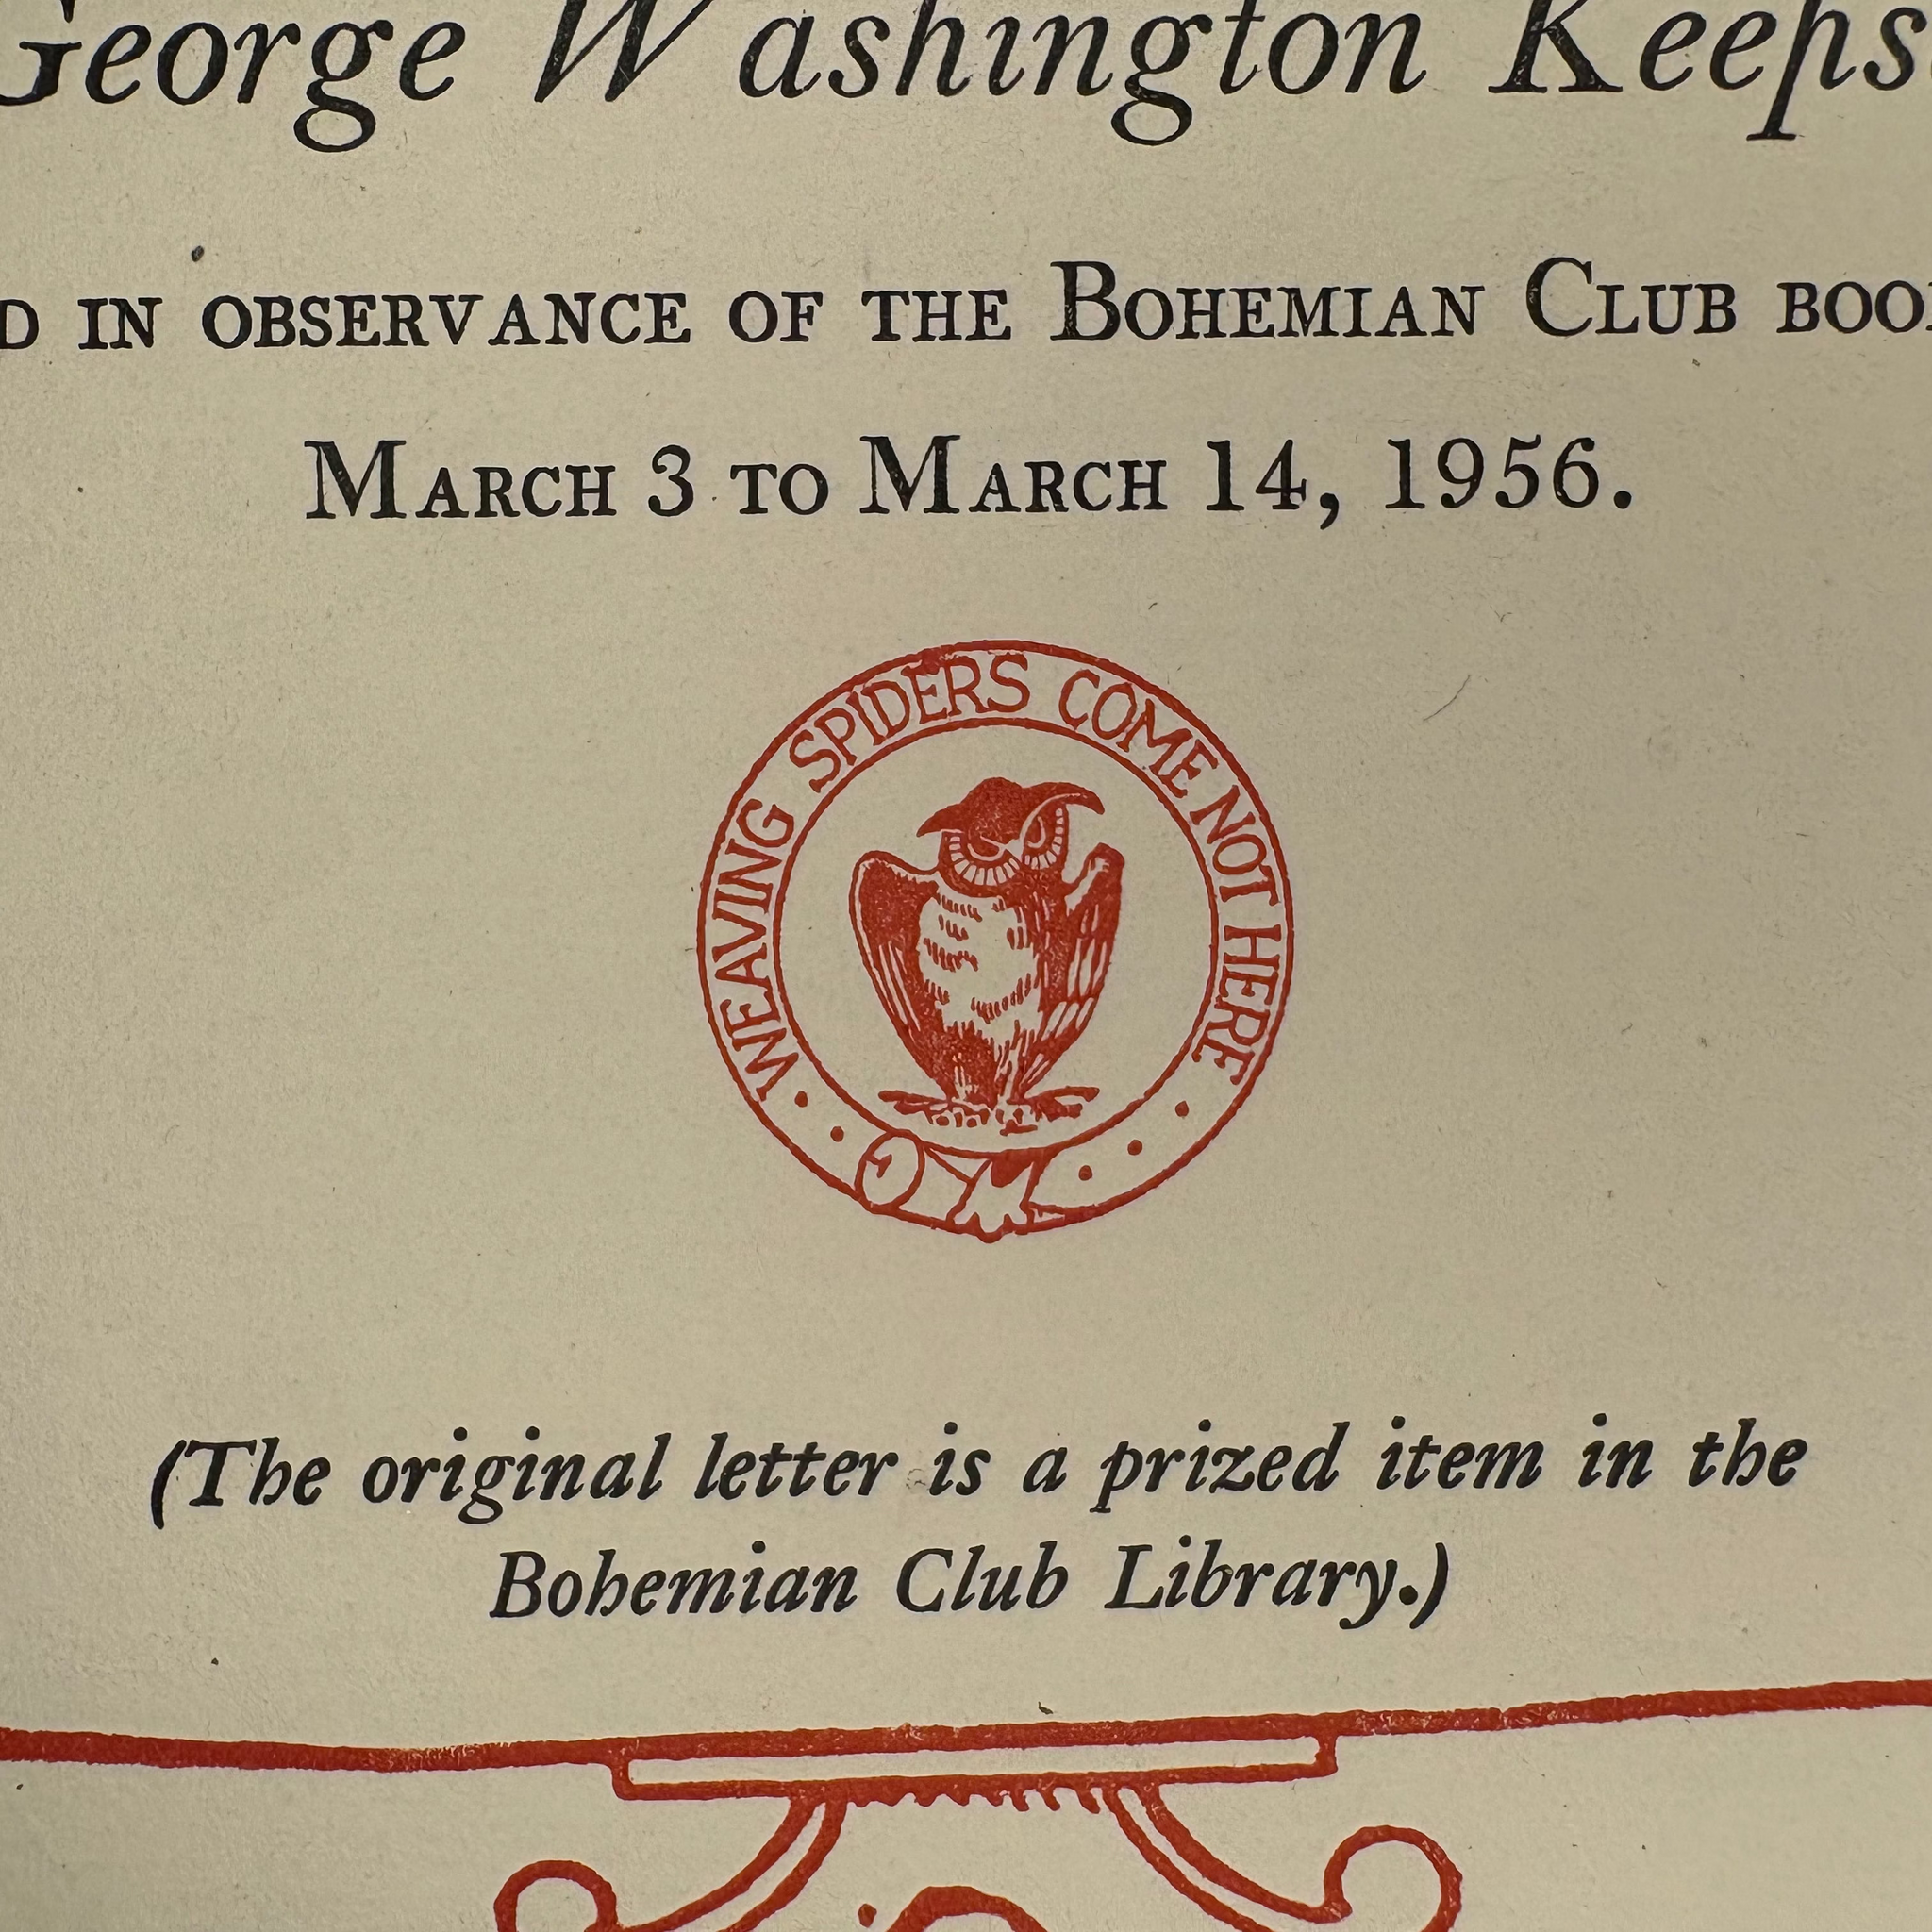 George Washington Keeps
D IN OBSERVANCE OF THE BOHEMIAN CLUB BOO
MARCH 3 TO MARCH 14, 1956.
WEAVING SPIDERS COME NOT HERE
(The original letter is a prized item in the
Bohemian Club Library.)